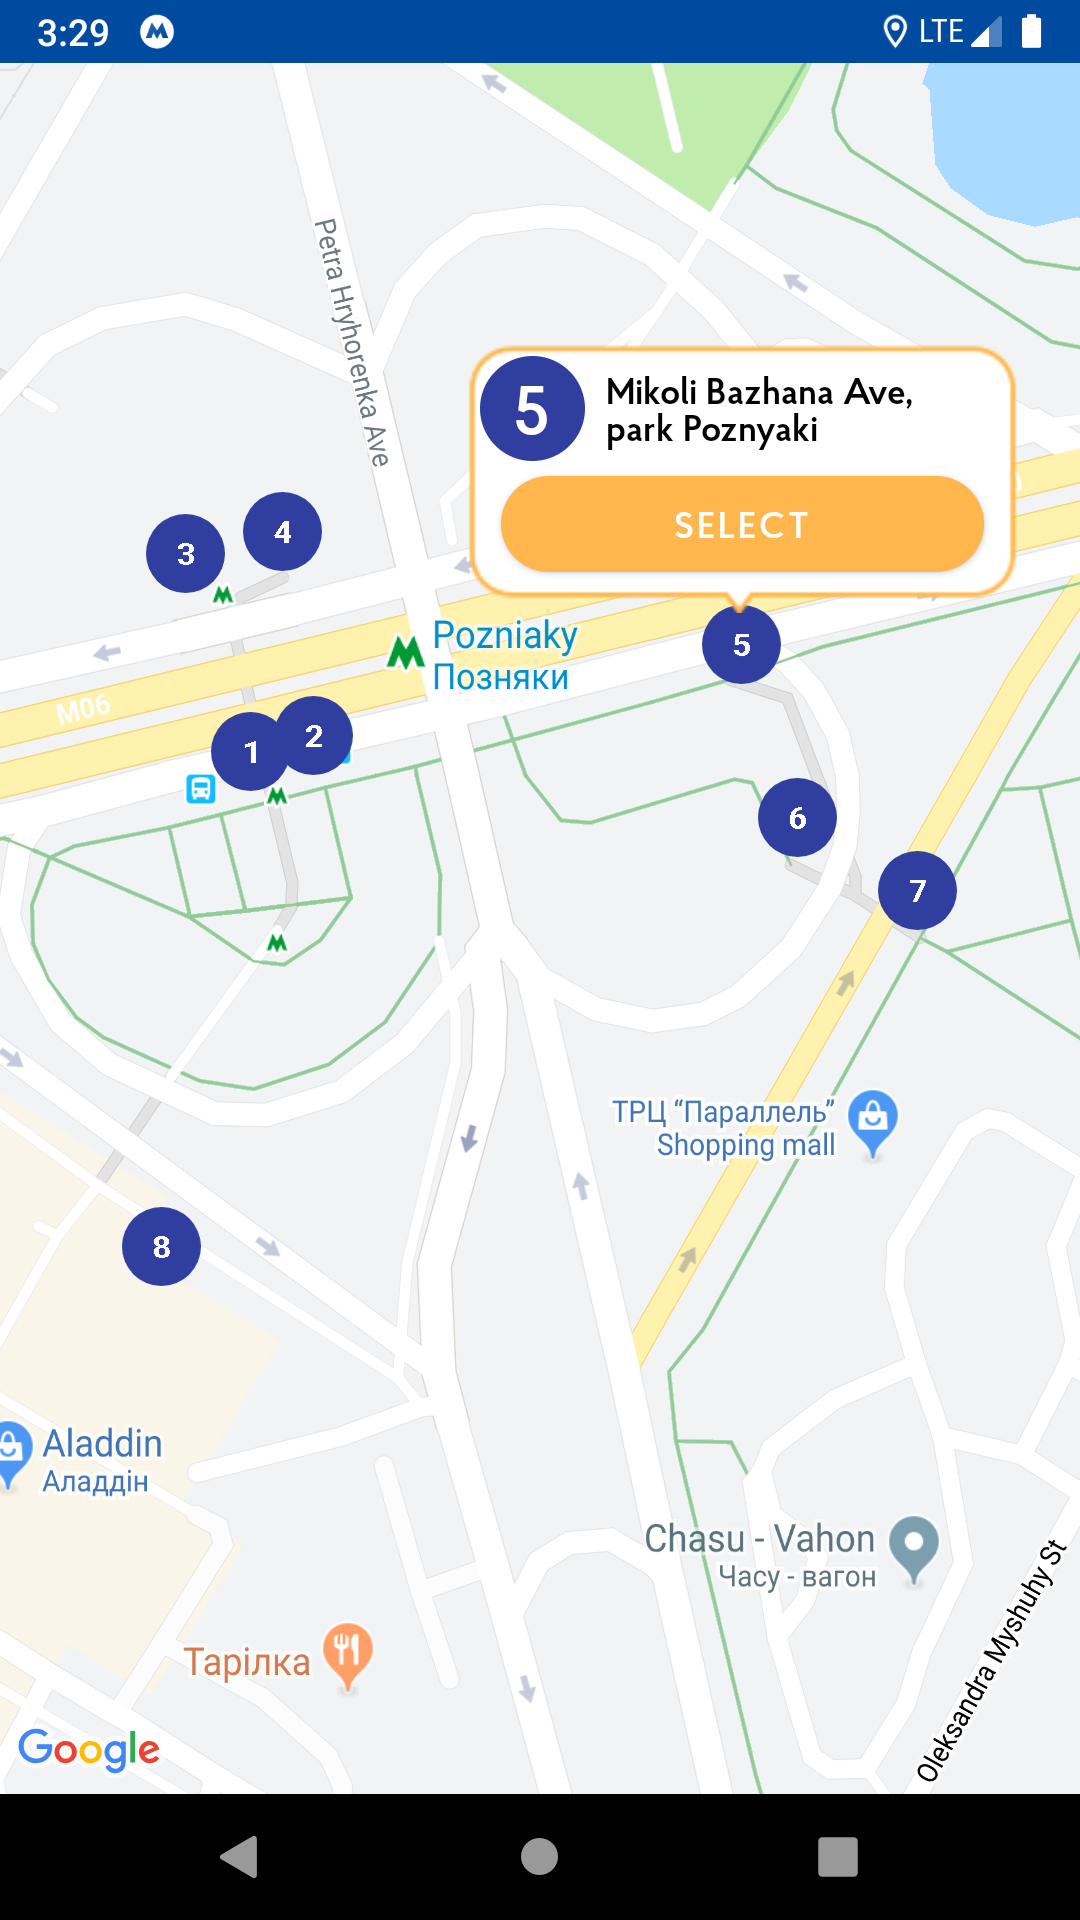 3:29
LTE
Petra Hryhorenka Ave
5
Mikoli Bazhana Ave,
park Poznyaki
SELECT
4
3
Pozniaky
Позняки
5
M06
2
1
6
7
ТРЦ “Параллель”
Shopping mall
8
Aladdin
Аладдін
Chasu - Vahon
Часу - вагон
Oleksandra Myshuhy St
Тарілка
Google